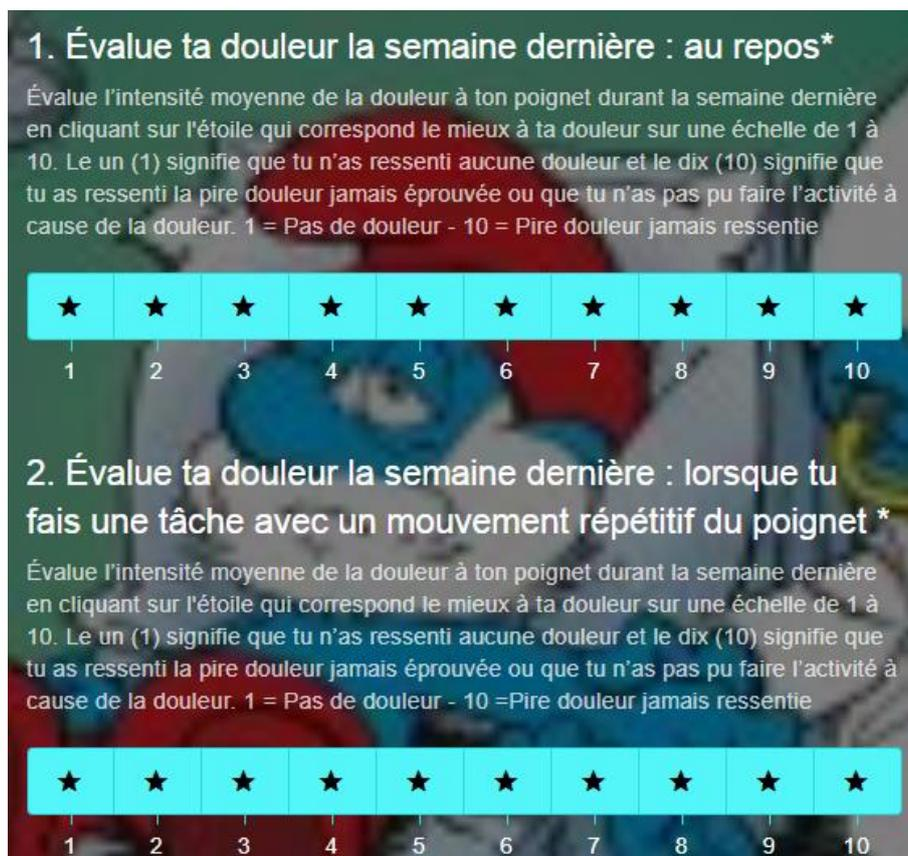 1. Évalue ta douleur la semaine dernière : au repos*
Évalue l'intensité moyenne de la douleur à ton poignet durant la semaine dernière
en cliquant sur l'étoile qui correspond le mieux à ta douleur sur une échelle de 1 à
10. Le un (1) signifie que tu n'as ressenti aucune douleur et le dix (10) signifie que
tu as ressenti la pire douleur jamais éprouvée ou que tu n'as pas pu faire l'activité à
cause de la douleur. 1 = Pas de douleur - 10 = Pire douleur jamais ressentie
1 2 3 4 5 6 7 8 9 10
2. Évalue ta douleur la semaine dernière : lorsque tu
fais une tâche avec un mouvement répétitif du poignet *
Évalue l'intensité moyenne de la douleur à ton poignet durant la semaine dernière
en cliquant sur l'étoile qui correspond le mieux à ta douleur sur une échelle de 1 à
10. Le un (1) signifie que tu n'as ressenti aucune douleur et le dix (10) signifie que
tu as ressenti la pire douleur jamais éprouvée ou que tu n'as pas pu faire l'activité à
cause de la douleur. 1 = Pas de douleur - 10 =Pire douleur jamais ressentie
1 2 3 4 5 6 7 8 9 10